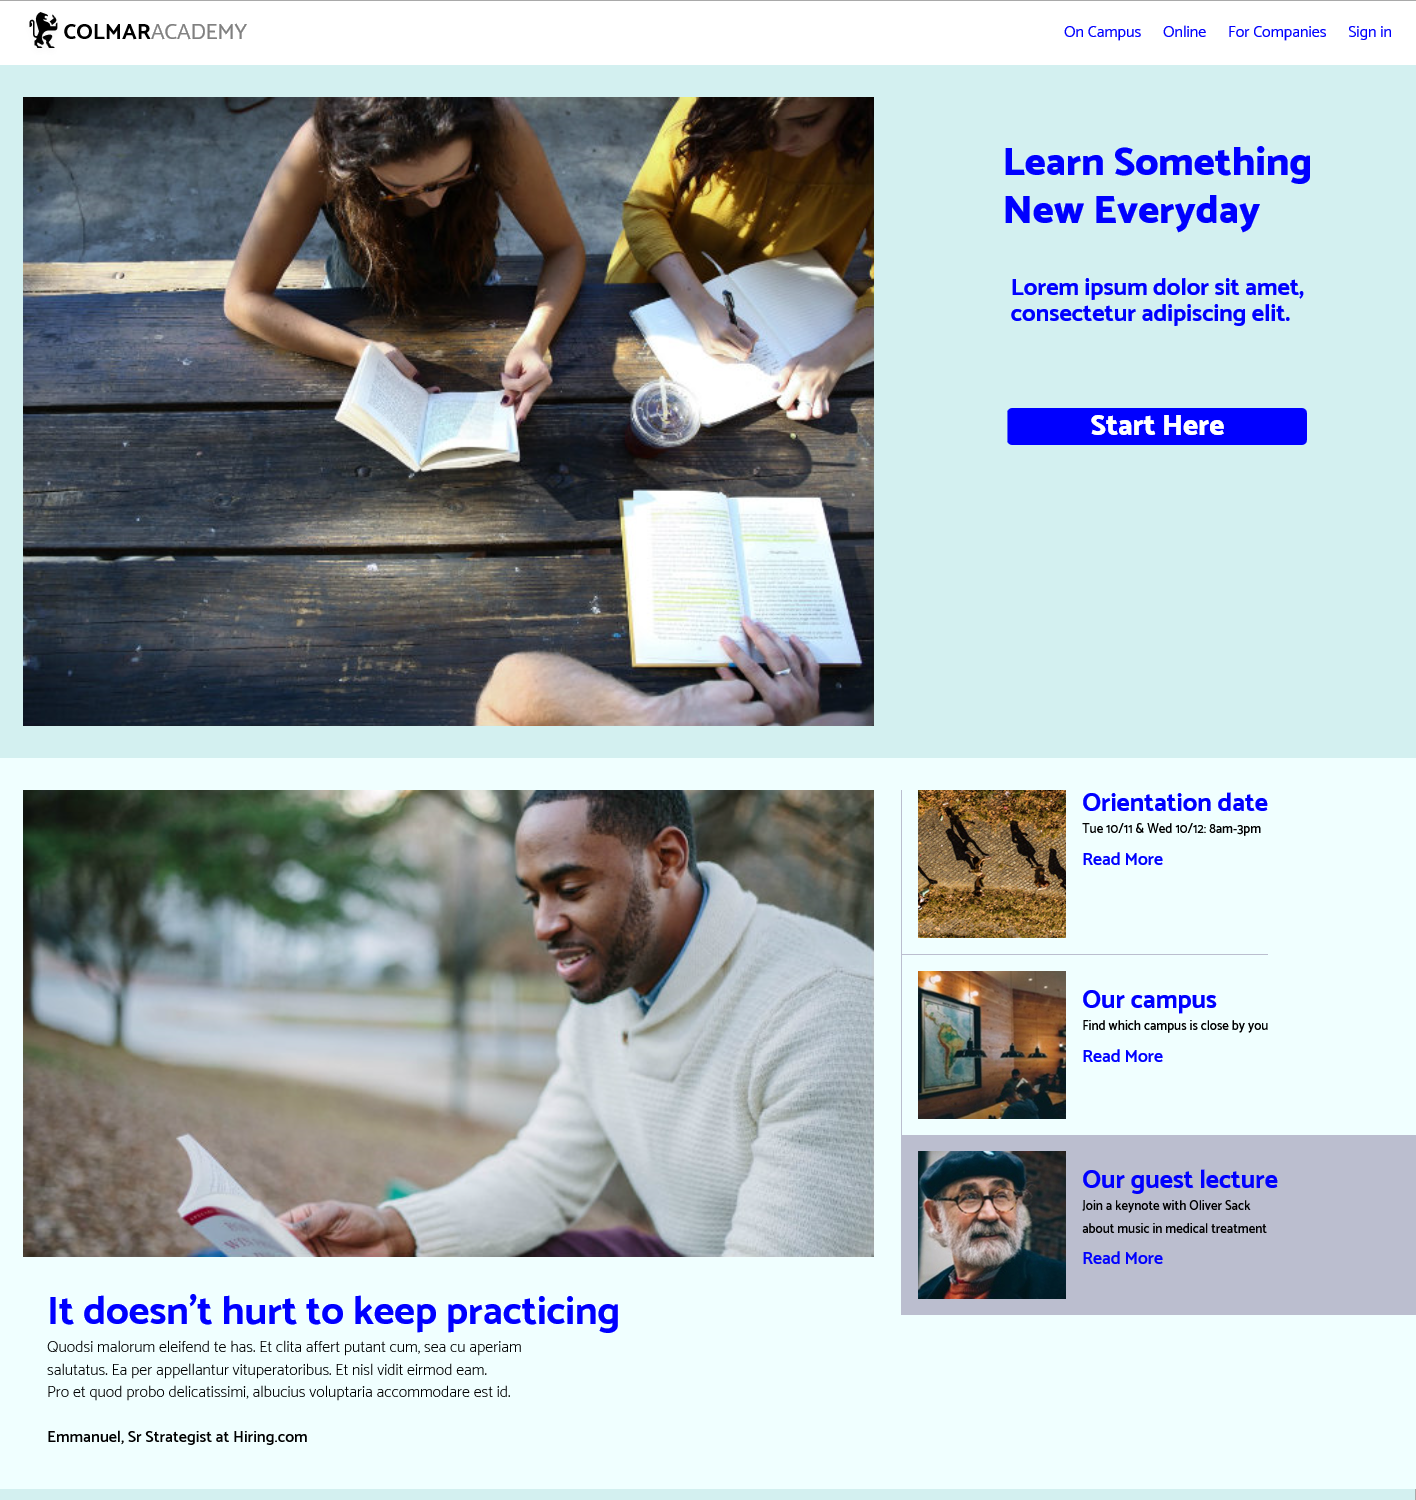 COLMARACADEMY
On Campus Online For Companies Sign in
Learn Something
New Everyday
Lorem ipsum dolor sit amet,
consectetur adipiscing elit.
Start Here
Orientation date
Tue 10/11 & Wed 10/12: 8am-3pm
Read More
Our campus
Find which campus is close by you
Read More
Our guest lecture
Join a keynote with Oliver Sack
about music in medical treatment
Read More
It doesn't hurt to keep practicing
Quodsi malorum eleifend te has. Et clita affert putant cum, sea cu aperiam
salutatus. Ea per appellantur vituperatoribus. Et nisl vidit eirmod eam.
Pro et quod probo delicatissimi, albucius voluptaria accommodare est id.
Emmanuel, Sr Strategist at Hiring.com